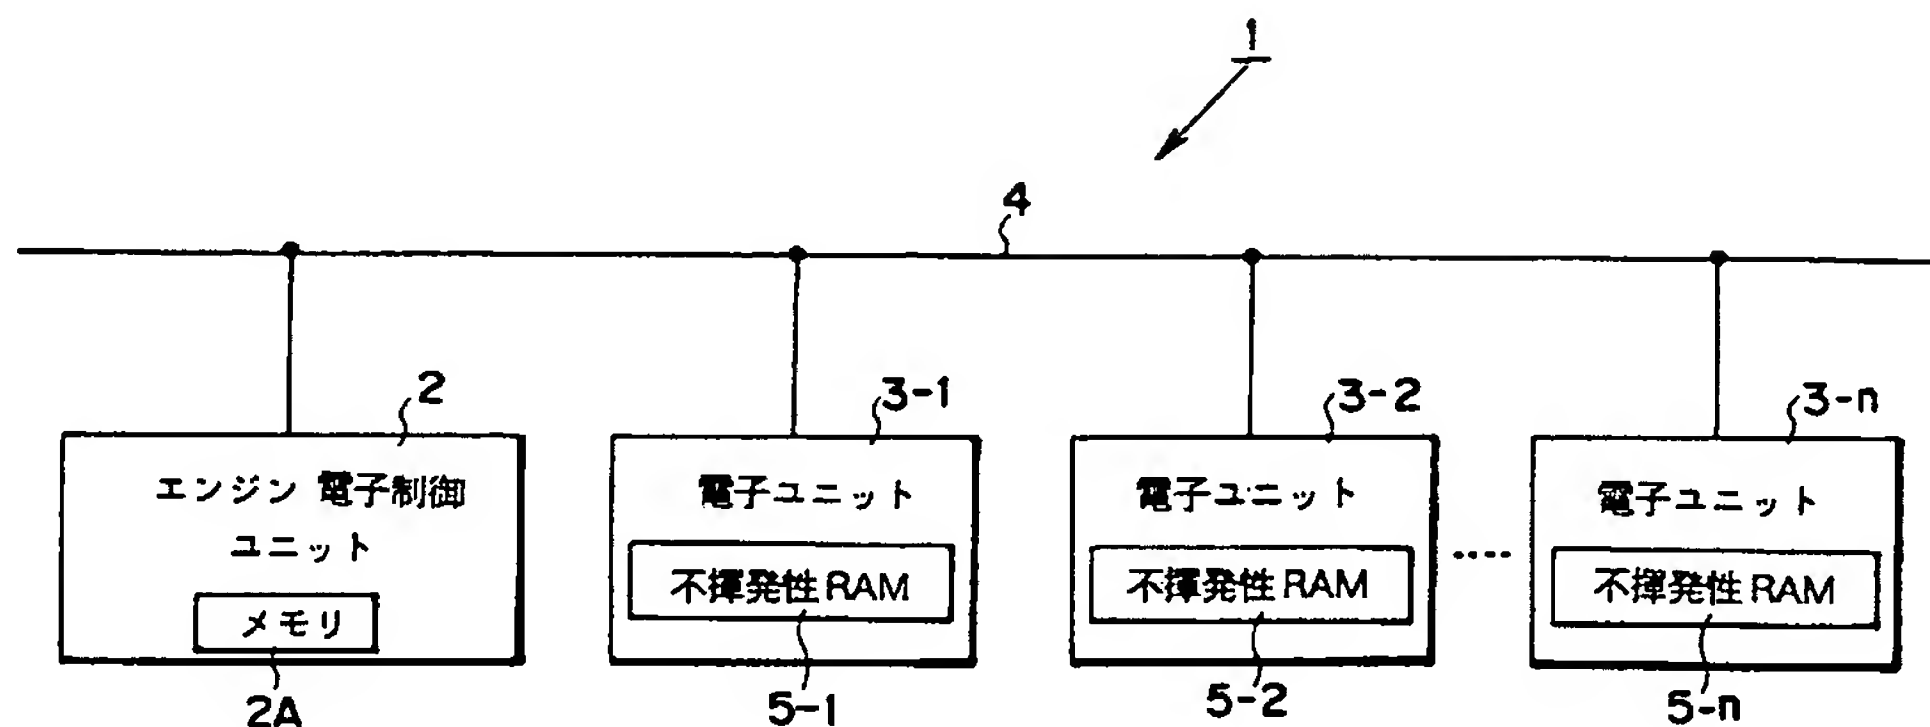 1
4
2
3-1
3-2
3-n
エンジン 電子制御
ユニット
メモリ
2A
電子ユニット
不揮発性RAM
5-1
電子ユニット
不揮発性RAM
5-2
.....
電子ユニット
不揮発性RAM
5-n